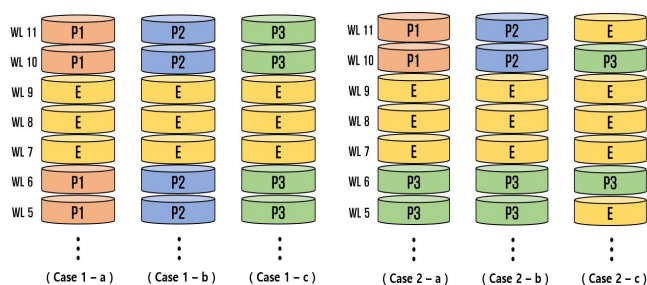 WL 11 P1 P2 P3 WL 11 P1 P2 E
WL 10 P1 P2 P3 WL 10 P1 P2 P3
WL 9 E E E WL 9 E E E
WL 8 E E E WL 8 E E E
WL 7 E E E WL 7 E E E
WL 6 P1 P2 P3 WL 6 P3 P3 P3
WL 5 P1 P2 P3 WL 5 P3 P3 E
( Case 1 – a ) ( Case 1 – b ) ( Case 1 – c ) ( Case 2 – a ) ( Case 2 – b ) ( Case 2 – c )